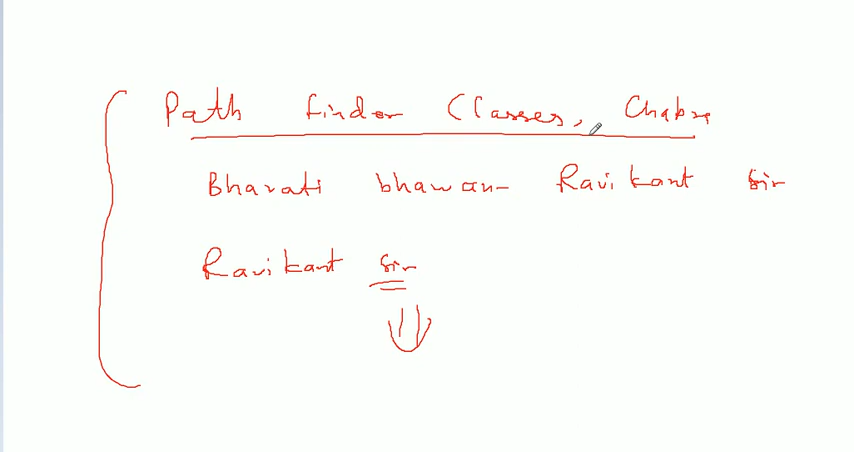 Path finder Classes, Chabra
Bharati bhawan- Ravikant sir
Ravikant sir